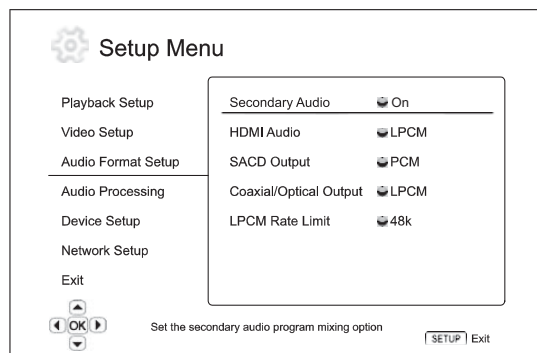 Setup Menu
Playback Setup
Video Setup
Audio Format Setup
Audio Processing
Device Setup
Network Setup
Exit
Secondary Audio On
HDMI Audio LPCM
SACD Output PCM
Coaxial/Optical Output LPCM
LPCM Rate Limit 48k
OK
Set the secondary audio program mixing option
SETUP Exit